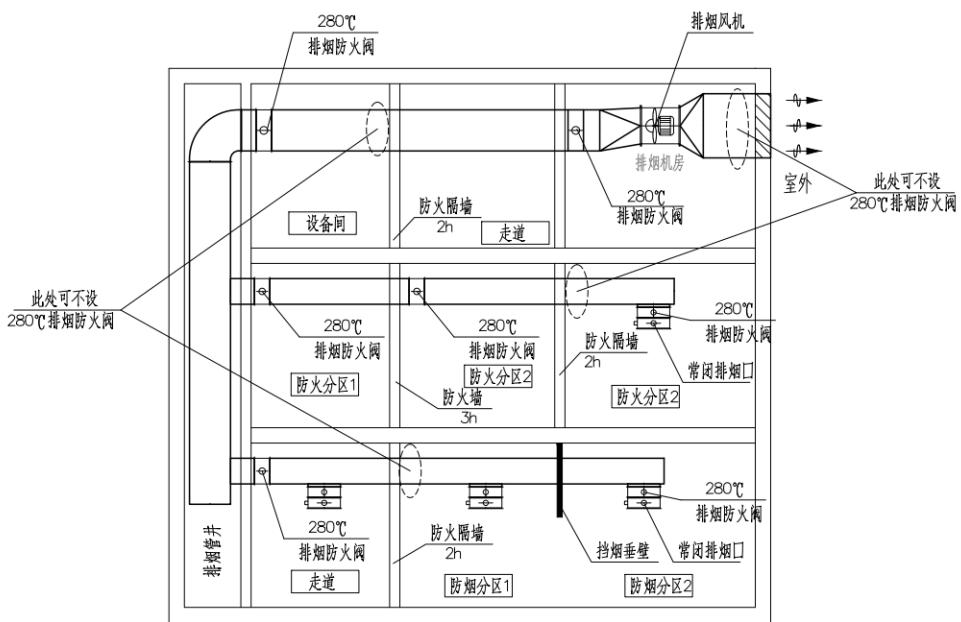 280℃
排烟防火阀
排烟风机
排烟机房
室外
280℃
排烟防火阀
此处可不设
280℃排烟防火阀
设备间
防火隔墙
2h
走道
此处可不设
280℃排烟防火阀
280℃
排烟防火阀
280℃
排烟防火阀
280℃
排烟防火阀
防火隔墙
2h
常闭排烟口
防火分区1
防火分区2
防火分区2
防火墙
3h
280℃
排烟防火阀
280℃
排烟防火阀
防火隔墙
2h
挡烟垂壁
常闭排烟口
排烟管井
走道
防烟分区1
防烟分区2